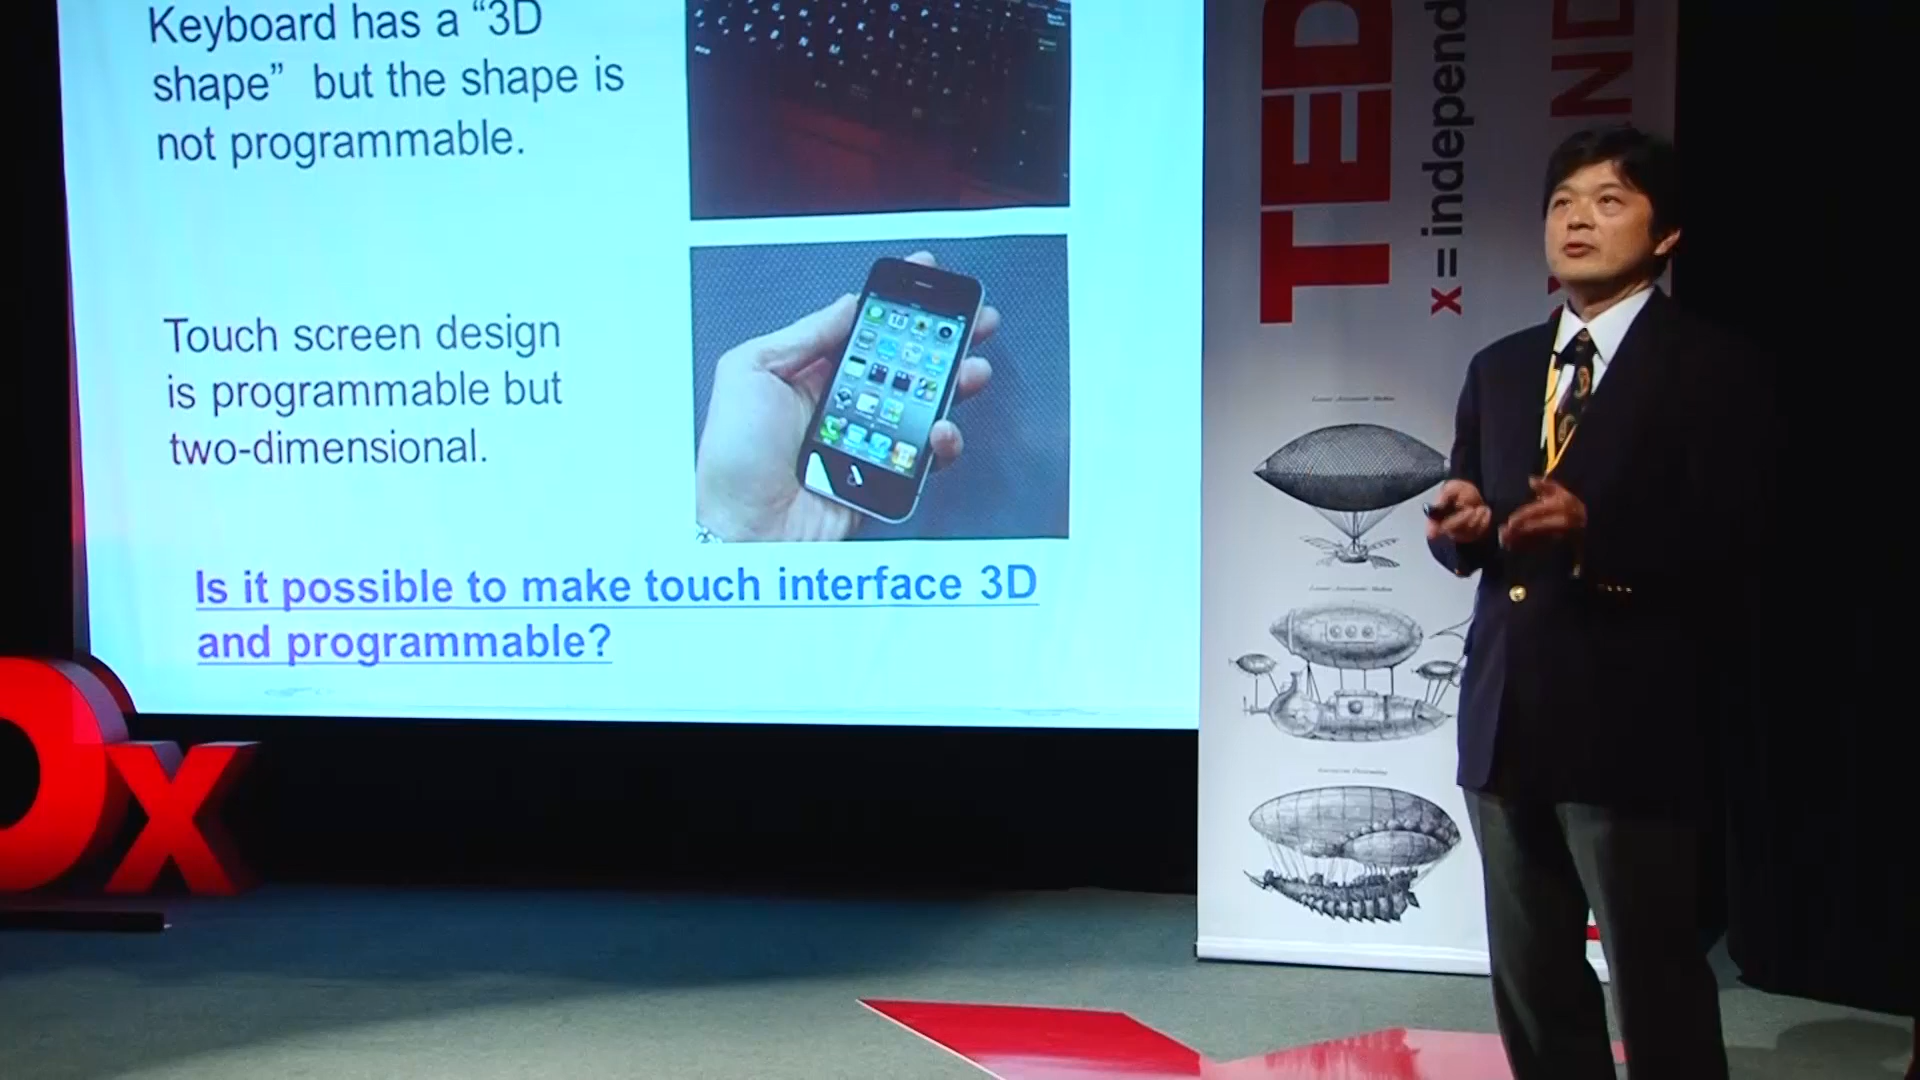 Keyboard has a “3D
shape” but the shape is
not programmable.
Touch screen design
is programmable but
two-dimensional.
Is it possible to make touch interface 3D
and programmable?
TED
x = independ
ND
x